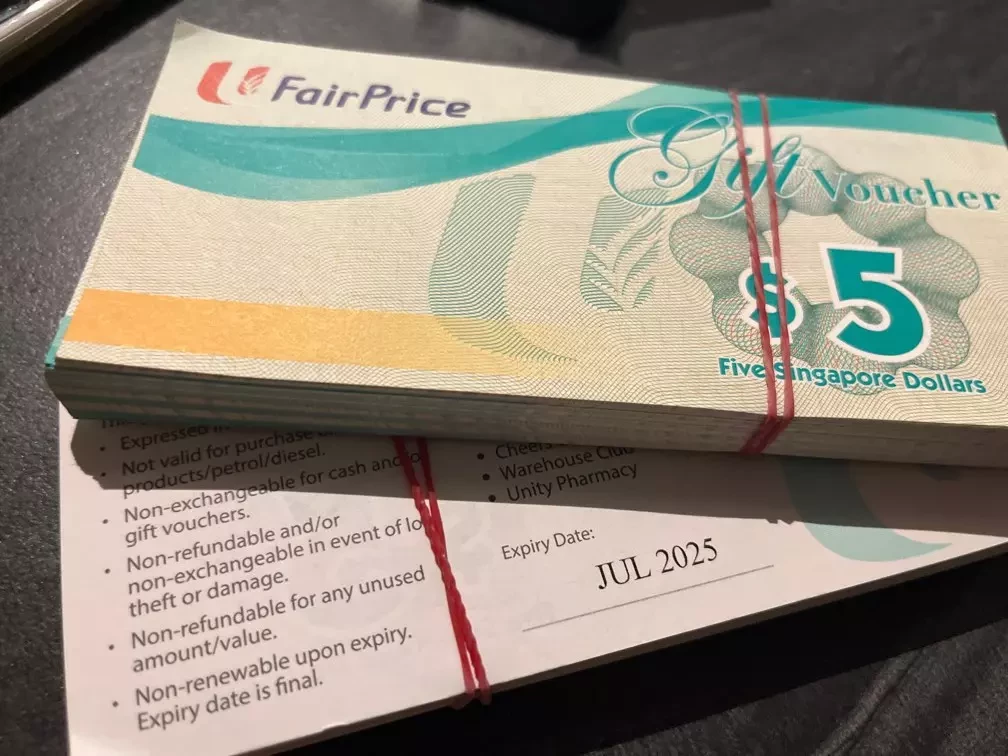 FairPrice
Gift Voucher
$5
Five Singapore Dollars
• Expressed
• Not valid for purchase
products/petrol/diesel.
• Non-exchangeable for cash and/o
gift vouchers.
• Non-refundable and/or
non-exchangeable in event of lo
theft or damage.
• Non-refundable for any unused
amount/value.
• Non-renewable upon expiry.
Expiry date is final.
• Cheers
• Warehouse Club
• Unity Pharmacy
Expiry Date:
JUL 2025